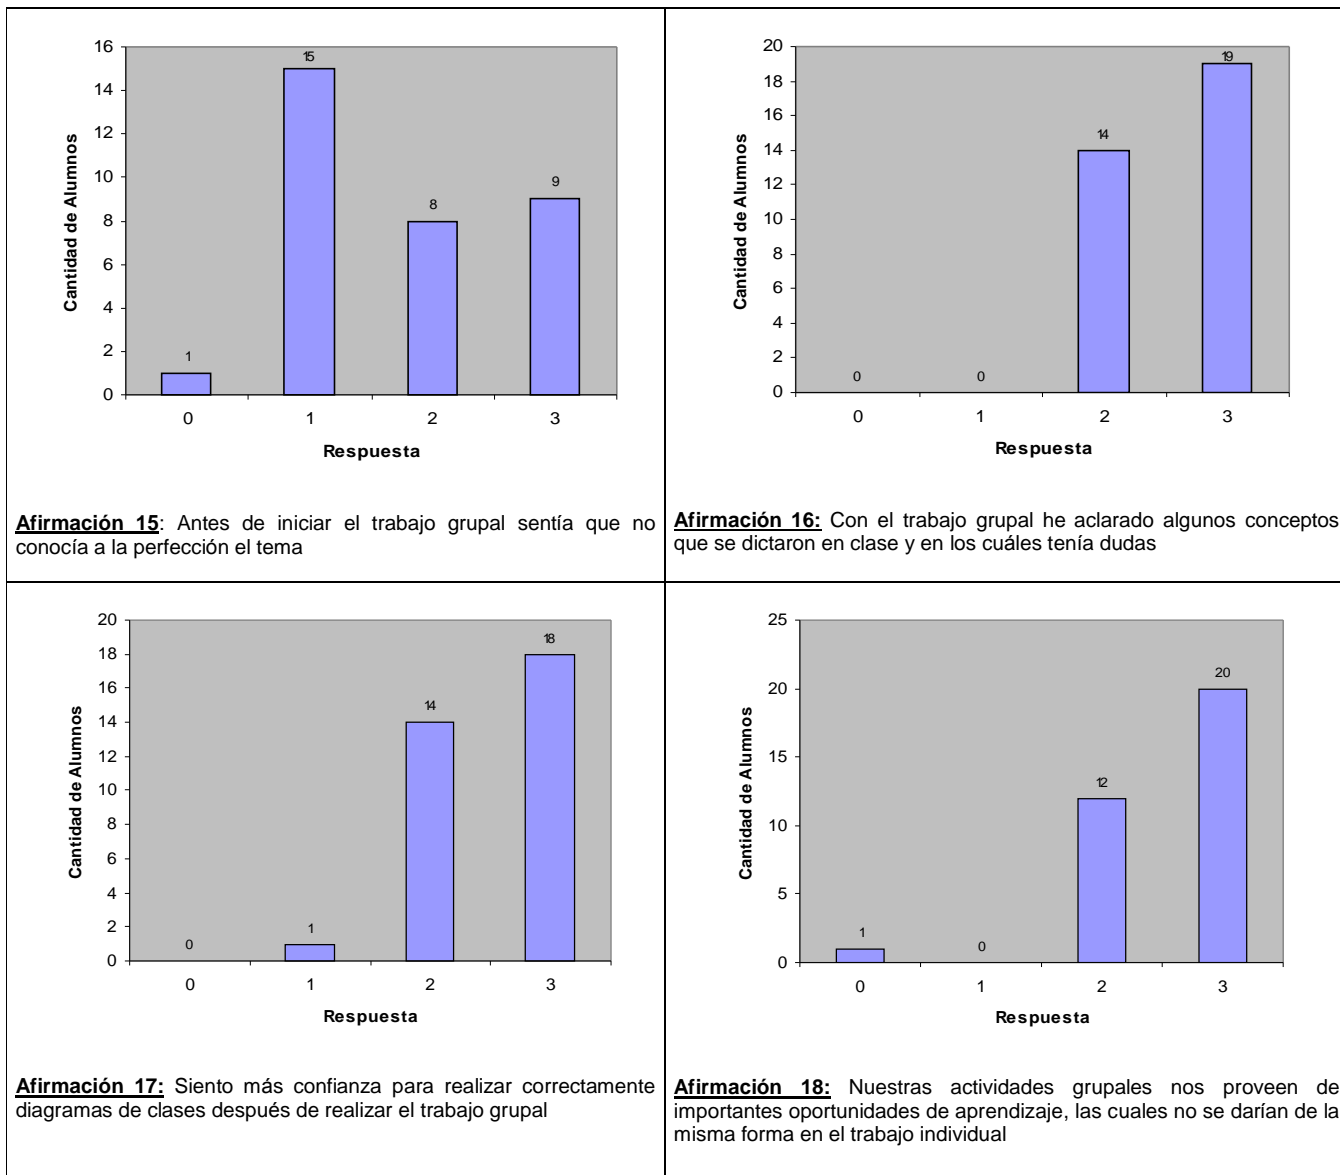 16
14
12
10
8
6
4
2
0
Cantidad de Alumnos
15
9
8
1
0 1 2 3
Respuesta
Afirmación 15: Antes de iniciar el trabajo grupal sentía que no
conocía a la perfección el tema
20
18
16
14
12
10
8
6
4
2
0
Cantidad de Alumnos
19
14
0 0
0 1 2 3
Respuesta
Afirmación 16: Con el trabajo grupal he aclarado algunos conceptos
que se dictaron en clase y en los cuáles tenía dudas
20
18
16
14
12
10
8
6
4
2
0
Cantidad de Alumnos
18
14
1
0
0 1 2 3
Respuesta
Afirmación 17: Siento más confianza para realizar correctamente
diagramas de clases después de realizar el trabajo grupal
25
20
15
10
5
0
Cantidad de Alumnos
20
12
1
0
0 1 2 3
Respuesta
Afirmación 18: Nuestras actividades grupales nos proveen de
importantes oportunidades de aprendizaje, las cuales no se darían de la
misma forma en el trabajo individual